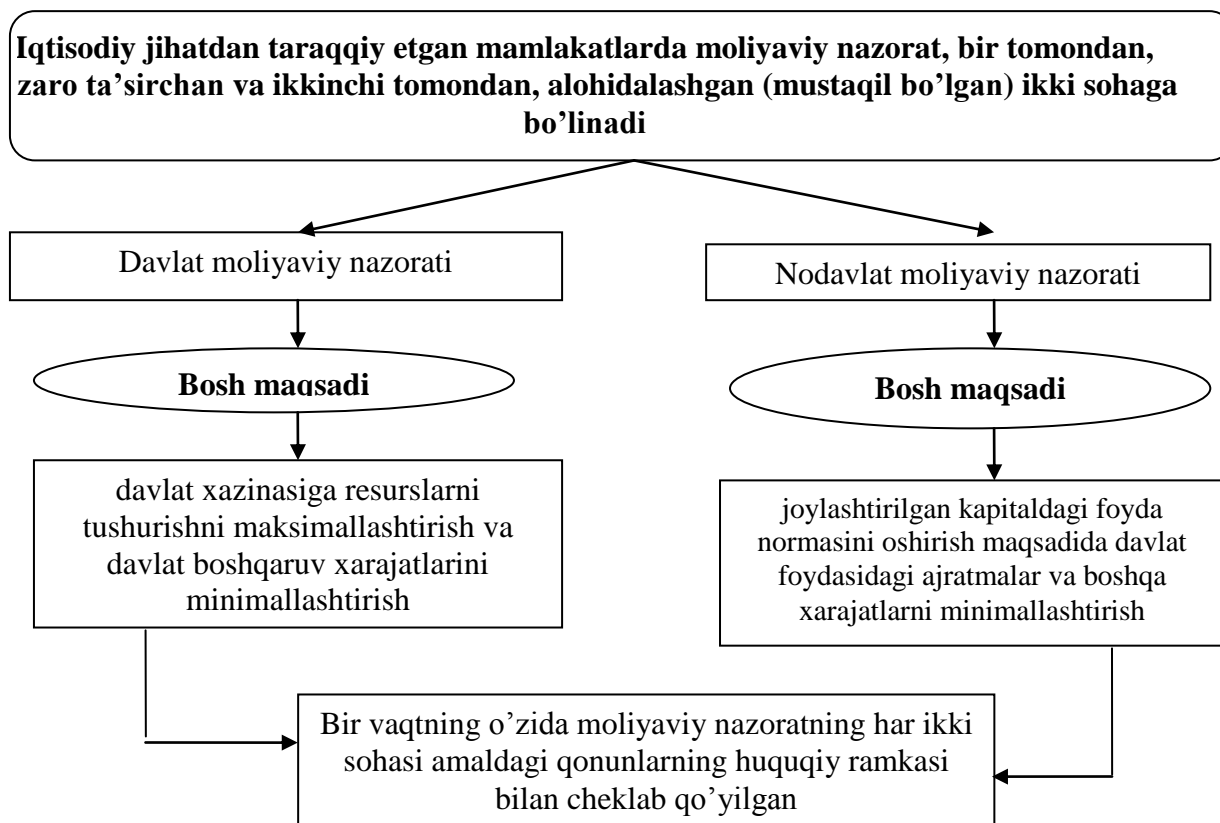 Iqtisodiy jihatdan taraqqiy etgan mamlakatlarda moliyaviy nazorat, bir tomondan,
zaro ta’sirchan va ikkinchi tomondan, alohidalashgan (mustaqil bo’lgan) ikki sohaga
bo’linadi
Davlat moliyaviy nazorati
Nodavlat moliyaviy nazorati
Bosh maqsadi
Bosh maqsadi
davlat xazinasiga resurslarni
tushurishni maksimallashtirish va
davlat boshqaruv xarajatlarini
minimallashtirish
joylashtirilgan kapitaldagi foyda
normasini oshirish maqsadida davlat
foydasidagi ajratmalar va boshqa
xarajatlarni minimallashtirish
Bir vaqtning o’zida moliyaviy nazoratning har ikki
sohasi amaldagi qonunlarning huquqiy ramkasi
bilan cheklab qo’yilgan